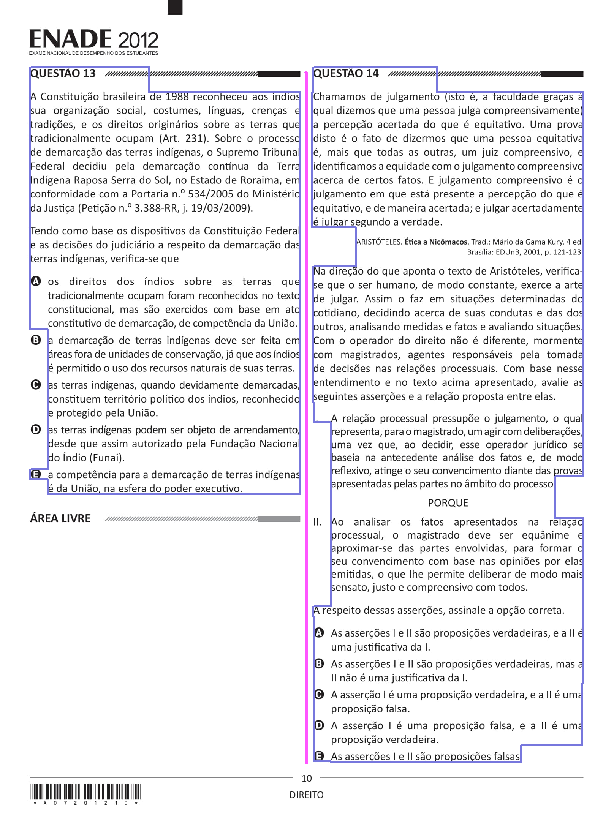 ENADE 2012
EXAME NACIONAL DE DESEMPENHO DOS ESTUDANTES
QUESTÃO 13
A Constituição brasileira de 1988 reconheceu aos índios
sua organização social, costumes, línguas, crenças e
tradições, e os direitos originários sobre as terras que
tradicionalmente ocupam (Art. 231). Sobre o processo
de demarcação das terras indígenas, o Supremo Tribunal
Federal decidiu pela demarcação contínua da Terra
Indígena Raposa Serra do Sol, no Estado de Roraima, em
conformidade com a Portaria n.º 534/2005 do Ministério
da Justiça (Petição n.º 3.388-RR, j. 19/03/2009).
Tendo como base os dispositivos da Constituição Federal
e as decisões do judiciário a respeito da demarcação das
terras indígenas, verifica-se que
A os direitos dos índios sobre as terras que
tradicionalmente ocupam foram reconhecidos no texto
constitucional, mas são exercidos com base em ato
constitutivo de demarcação, de competência da União.
B a demarcação de terras indígenas deve ser feita em
áreas fora de unidades de conservação, já que aos índios
é permitido o uso dos recursos naturais de suas terras.
C as terras indígenas, quando devidamente demarcadas,
constituem território político dos índios, reconhecido
e protegido pela União.
D as terras indígenas podem ser objeto de arrendamento,
desde que assim autorizado pela Fundação Nacional
do Índio (Funai).
E a competência para a demarcação de terras indígenas
é da União, na esfera do poder executivo.
ÁREA LIVRE
QUESTÃO 14
Chamamos de julgamento (isto é, a faculdade graças à
qual dizemos que uma pessoa julga compreensivamente)
a percepção acertada do que é equitativo. Uma prova
disto é o fato de dizermos que uma pessoa equitativa
é, mais que todas as outras, um juiz compreensivo, e
identificamos a equidade com o julgamento compreensivo
acerca de certos fatos. E julgamento compreensivo é o
julgamento em que está presente a percepção do que é
equitativo, e de maneira acertada; e julgar acertadamente
é julgar segundo a verdade.
ARISTÓTELES. Ética a Nicômacos. Trad.: Mário da Gama Kury. 4 ed.
Brasília: EDUnB, 2001, p. 121-123
Na direção do que aponta o texto de Aristóteles, verifica-
se que o ser humano, de modo constante, exerce a arte
de julgar. Assim o faz em situações determinadas do
cotidiano, decidindo acerca de suas condutas e das dos
outros, analisando medidas e fatos e avaliando situações.
Com o operador do direito não é diferente, mormente
com magistrados, agentes responsáveis pela tomada
de decisões nas relações processuais. Com base nesse
entendimento e no texto acima apresentado, avalie as
seguintes asserções e a relação proposta entre elas.
A relação processual pressupõe o julgamento, o qual
representa, para o magistrado, um agir com deliberações,
uma vez que, ao decidir, esse operador jurídico se
baseia na antecedente análise dos fatos e, de modo
reflexivo, atinge o seu convencimento diante das provas
apresentadas pelas partes no âmbito do processo
PORQUE
II. Ao analisar os fatos apresentados na relação
processual, o magistrado deve ser equânime e
aproximar-se das partes envolvidas, para formar o
seu convencimento com base nas opiniões por elas
emitidas, o que lhe permite deliberar de modo mais
sensato, justo e compreensivo com todos.
A respeito dessas asserções, assinale a opção correta.
A As asserções I e II são proposições verdadeiras, e a II é
uma justificativa da I.
B As asserções I e II são proposições verdadeiras, mas a
II não é uma justificativa da I.
C A asserção I é uma proposição verdadeira, e a II é uma
proposição falsa.
D A asserção I é uma proposição falsa, e a II é uma
proposição verdadeira.
E As asserções I e II são proposições falsas
10
DIREITO
*A0720121 0*